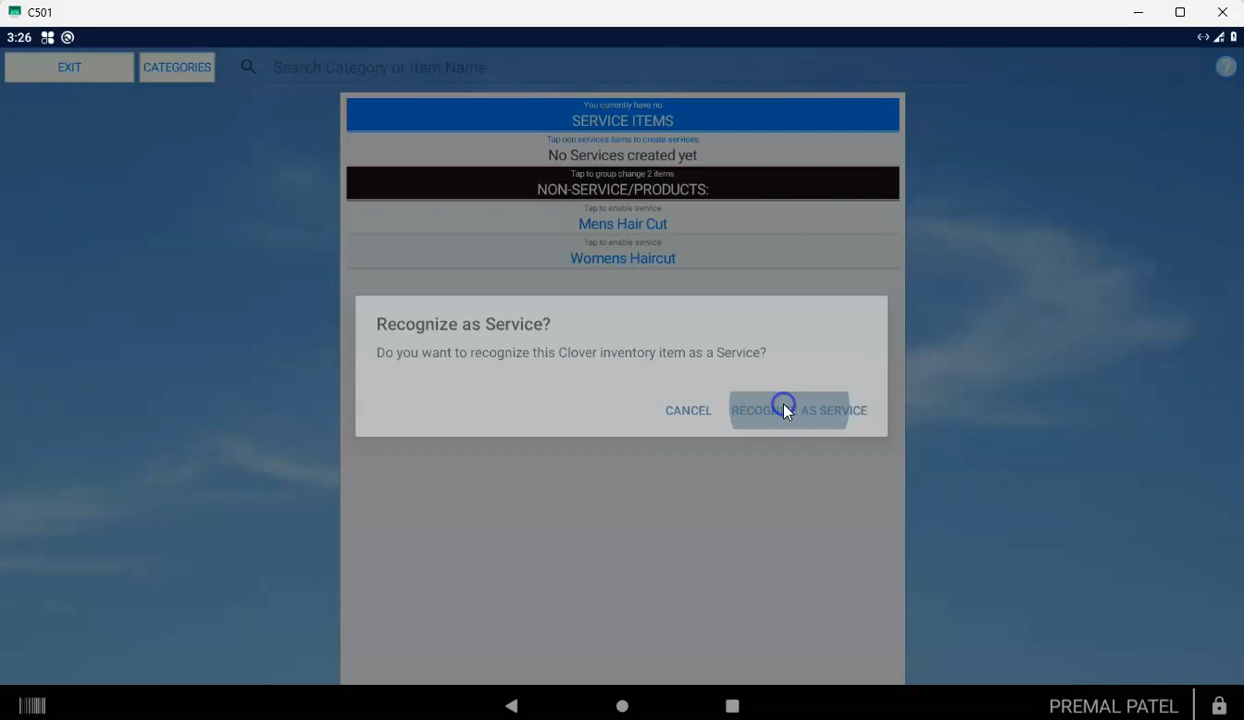 C501
3:26
EXIT
CATEGORIES
Search Category or Item Name
?
You currently have no
SERVICE ITEMS
Tap non services items to create services
No Services created yet
Tap to group change 2 items
NON-SERVICE/PRODUCTS:
Tap to enable service
Mens Hair Cut
Tap to enable service
Womens Haircut
Recognize as Service?
Do you want to recognize this Clover inventory item as a Service?
CANCEL
RECOGNIZE AS SERVICE
PREMAL PATEL